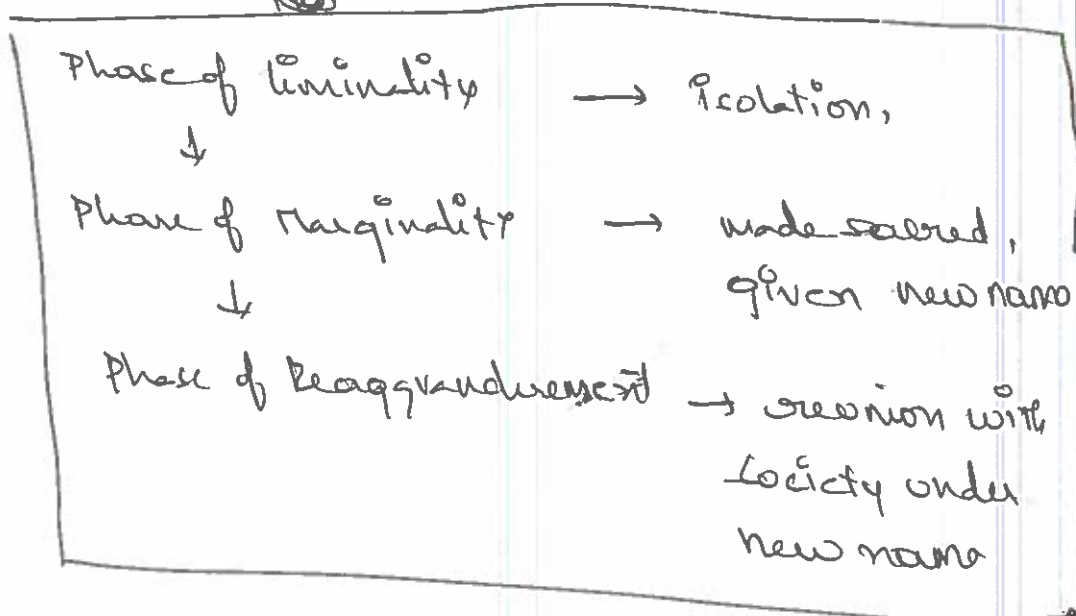 Phase of liminality → isolation,
↓
Phase of Marginality → made sacred,
given new name
↓
Phase of Reaggrandizement → reunion with
society under
new name